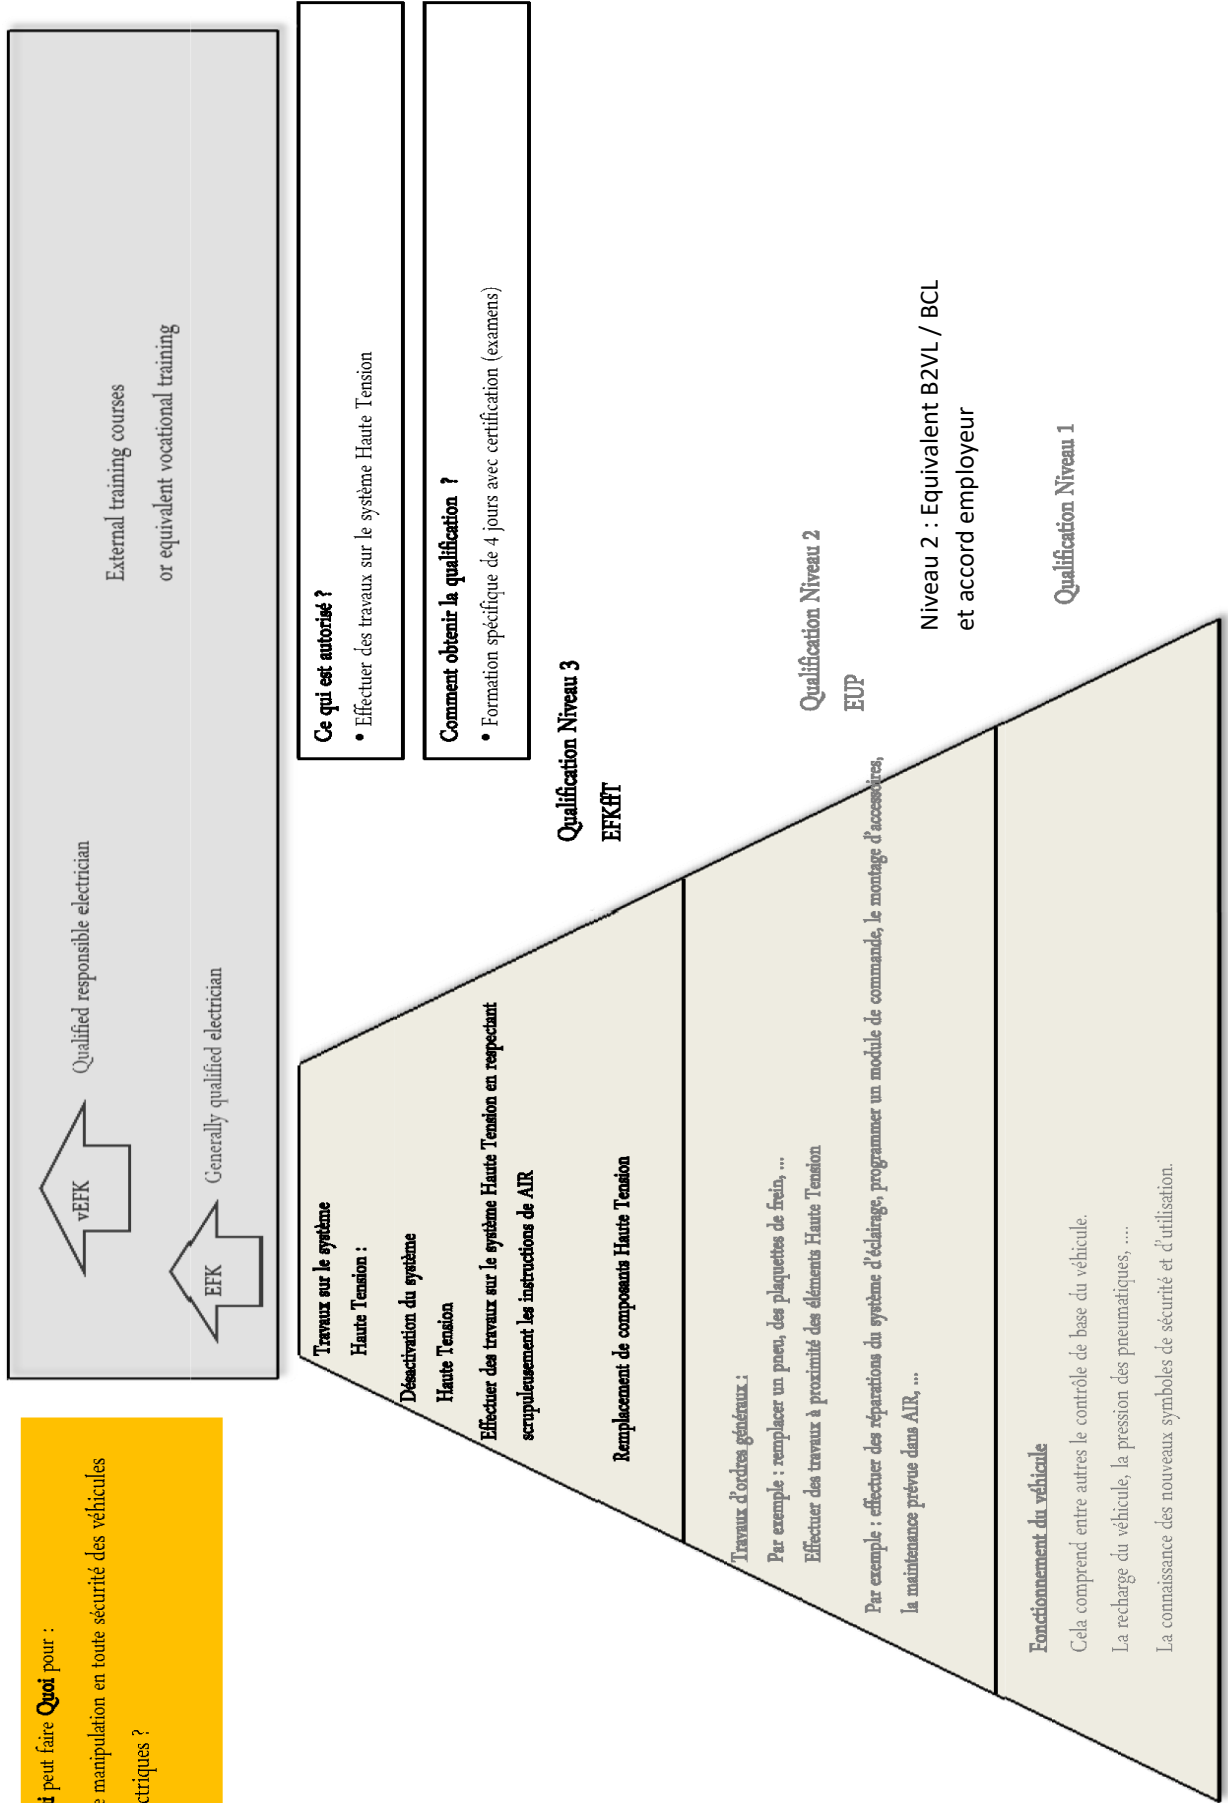 peut faire Quoi pour :
manipulation en toute sécurité des véhicules
vEFK
Qualified responsible electrician
EFK
Generally qualified electrician
External training courses
or equivalent vocational training
Travaux sur le système
Haute Tension :
Désactivation du système
Haute Tension
Effectuer des travaux sur le système Haute Tension en respectant
scrupuleusement les instructions de AIR
Remplacement de composants Haute Tension
Ce qui est autorisé ?
• Effectuer des travaux sur le système Haute Tension
Comment obtenir la qualification ?
• Formation spécifique de 4 jours avec certification (examens)
Qualification Niveau 3
EFKffT
Travaux d'ordres généraux :
Par exemple : remplacer un pneu, des plaquettes de frein, ...
Effectuer des travaux à proximité des éléments Haute Tension
Par exemple : effectuer des réparations du système d'éclairage, programmer un module de commande, le montage d'accessoires,
la maintenance prévue dans AIR, ...
Qualification Niveau 2
EUP
Niveau 2 : Equivalent B2VL / BCL
et accord employeur
Fonctionnement du véhicule
Cela comprend entre autres le contrôle de base du véhicule.
La recharge du véhicule, la pression des pneumatiques, ....
La connaissance des nouveaux symboles de sécurité et d'utilisation.
Qualification Niveau 1